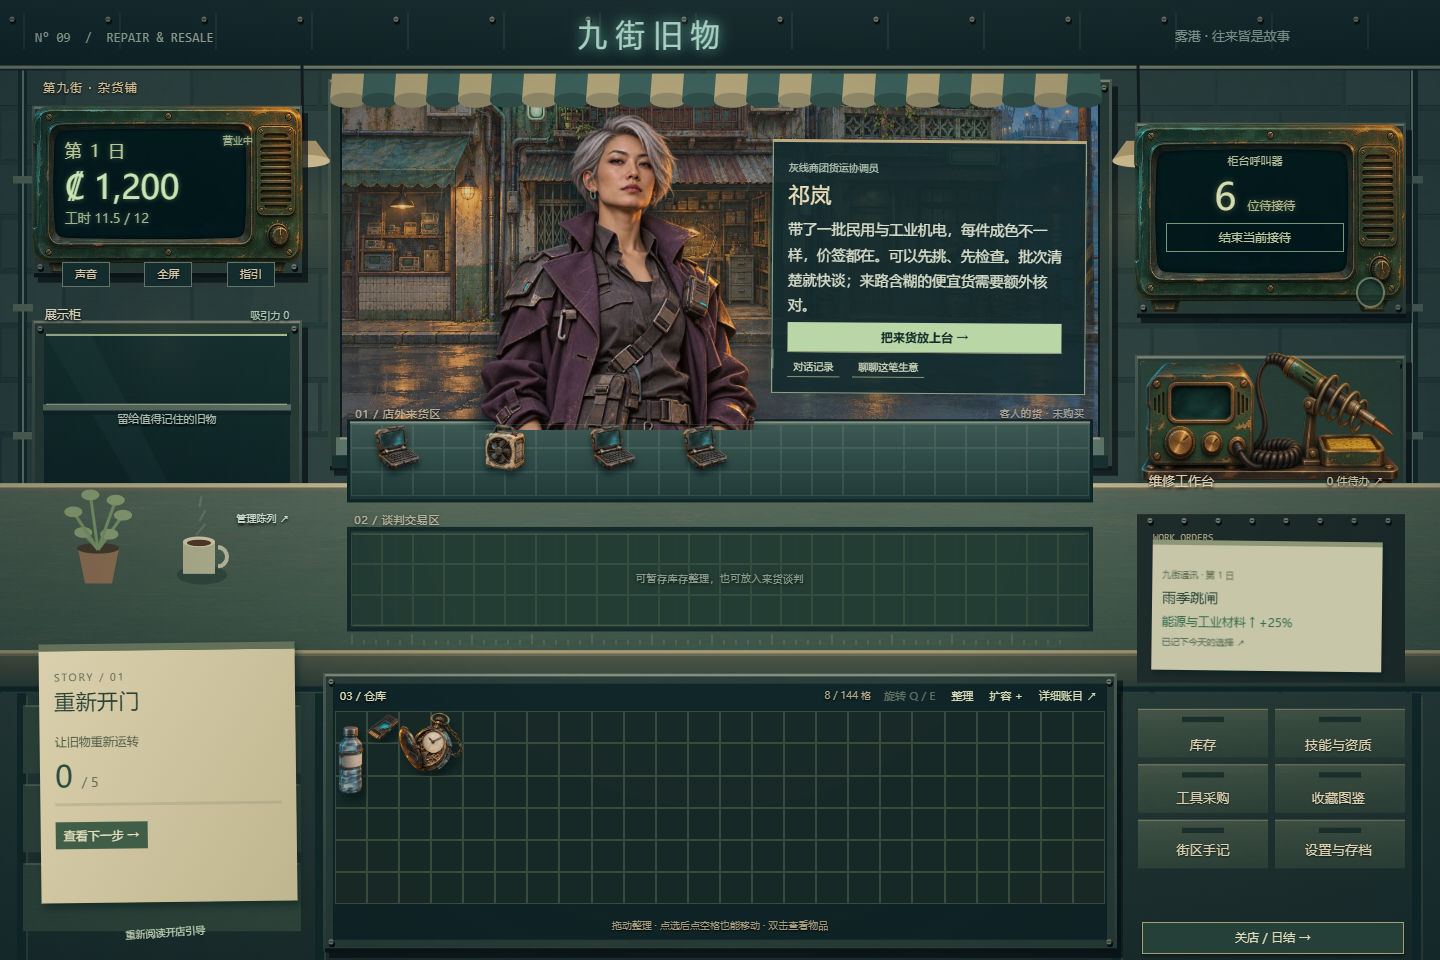 Nº 09 / REPAIR & RESALE
九街旧物
雾港 · 往来皆是故事
第九街 · 杂货铺
营业中
第 1 日
₡ 1,200
工时 11.5 / 12
声音
全屏
指引
展示柜
吸引力 0
留给值得记住的旧物
管理陈列 ↗
灰线商团货运协调员
祁岚
带了一批民用与工业机电，每件成色不一
样，价签都在。可以先挑、先检查。批次清
楚就快谈；来路含糊的便宜货需要额外核
对。
把来货放上台 →
对话记录
聊聊这笔生意
01 / 店外来货区
客人的货 · 未购买
02 / 谈判交易区
可暂存库存整理，也可放入来货谈判
柜台呼叫器
6 位待接待
结束当前接待
维修工作台
0 件待办 ↗
WORK ORDERS
九街通讯 · 第 1 日
雨季跳闸
能源与工业材料 ↑ +25%
已记下今天的选择 ↗
STORY / 01
重新开门
让旧物重新运转
0 / 5
查看下一步 →
重新阅读开店引导
03 / 仓库
8 / 144 格
旋转 Q / E
整理
扩容 +
详细账目 ↗
拖动整理 · 点选后点空格也能移动 · 双击查看物品
库存
技能与资质
工具采购
收藏图鉴
街区手记
设置与存档
关店 / 日结 →